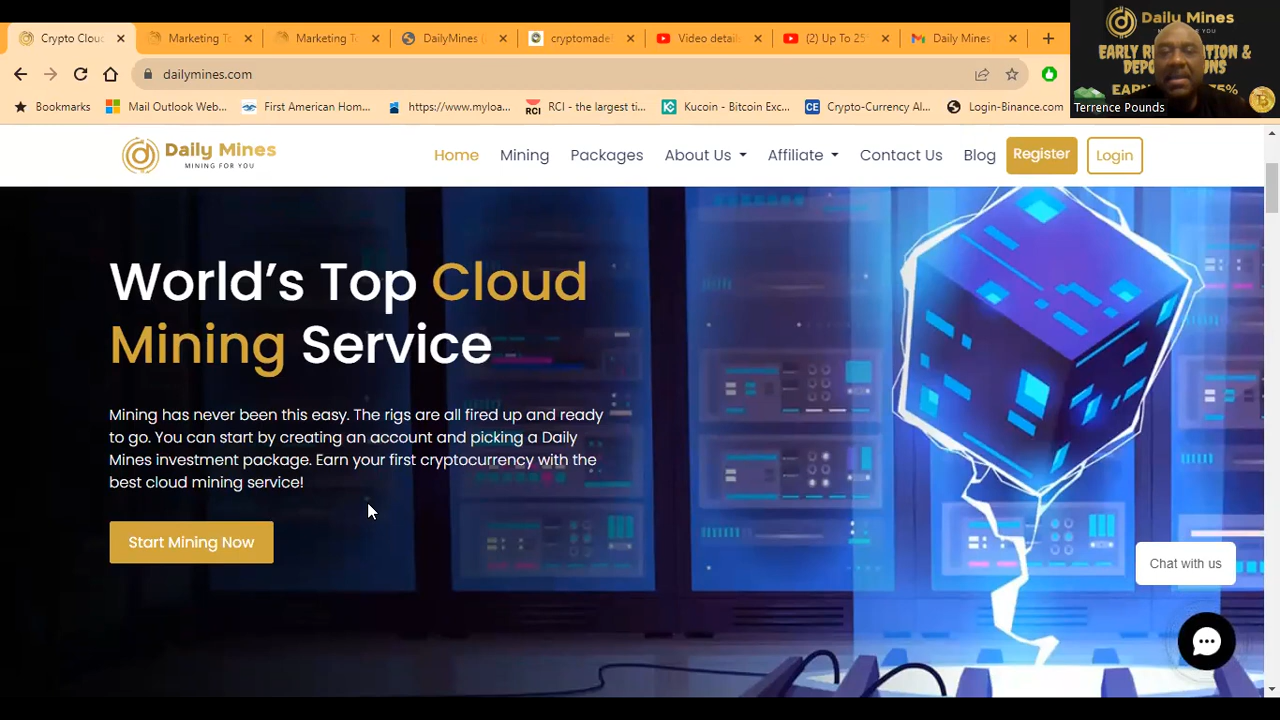 Crypto Clou
Marketing To
Marketing To
DailyMines (
cryptomadel
Video detail
(2) Up To 25
Daily Mines
Daily Mines
EARLY
dailymines.com
Terrence Pounds
Bookmarks
Mail Outlook Web...
First American Hom...
https://www.myloa...
RCI - the largest ti...
Kucoin - Bitcoin Exc...
Crypto-Currency Al...
Login-Binance.com
Daily Mines
MINING FOR YOU
Home
Mining
Packages
About Us
Affiliate
Contact Us
Blog
Register
Login
World's Top Cloud
Mining Service
Mining has never been this easy. The rigs are all fired up and ready
to go. You can start by creating an account and picking a Daily
Mines investment package. Earn your first cryptocurrency with the
best cloud mining service!
Start Mining Now
Chat with us